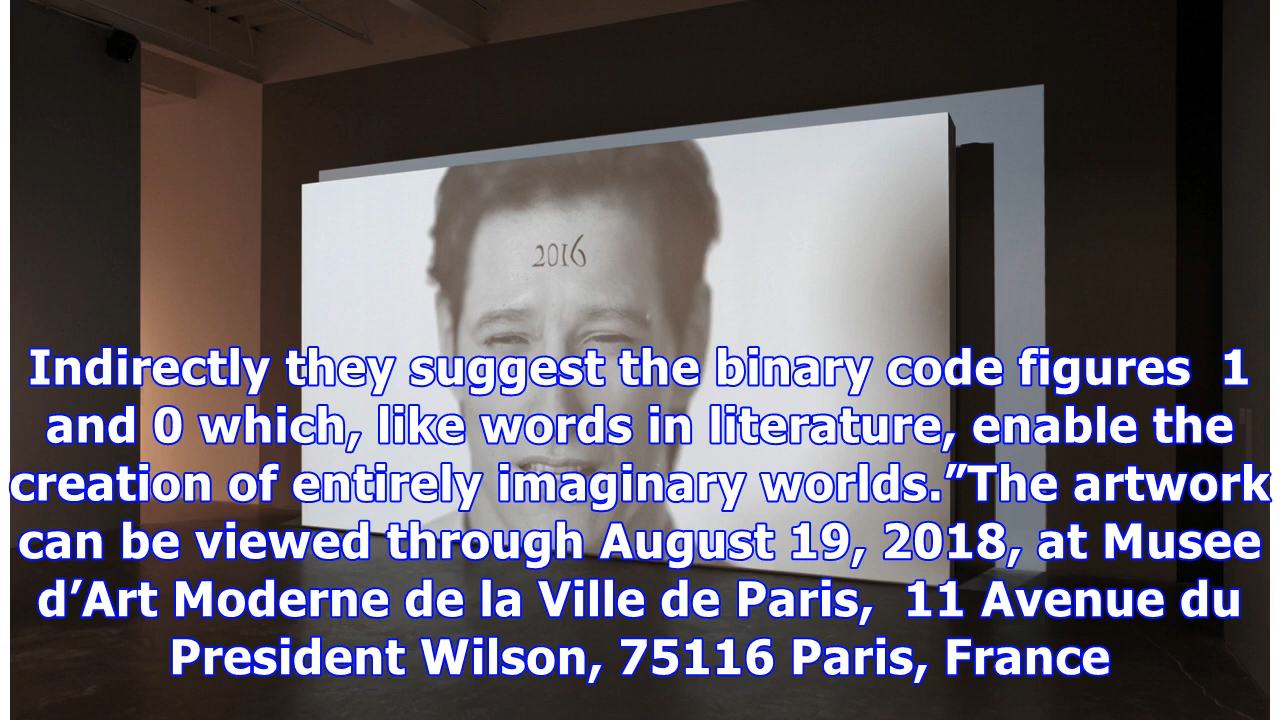 2016
Indirectly they suggest the binary code figures  1
and 0 which, like words in literature, enable the
creation of entirely imaginary worlds.”The artwork
can be viewed through August 19, 2018, at Musee
d’Art Moderne de la Ville de Paris,  11 Avenue du
President Wilson, 75116 Paris, France